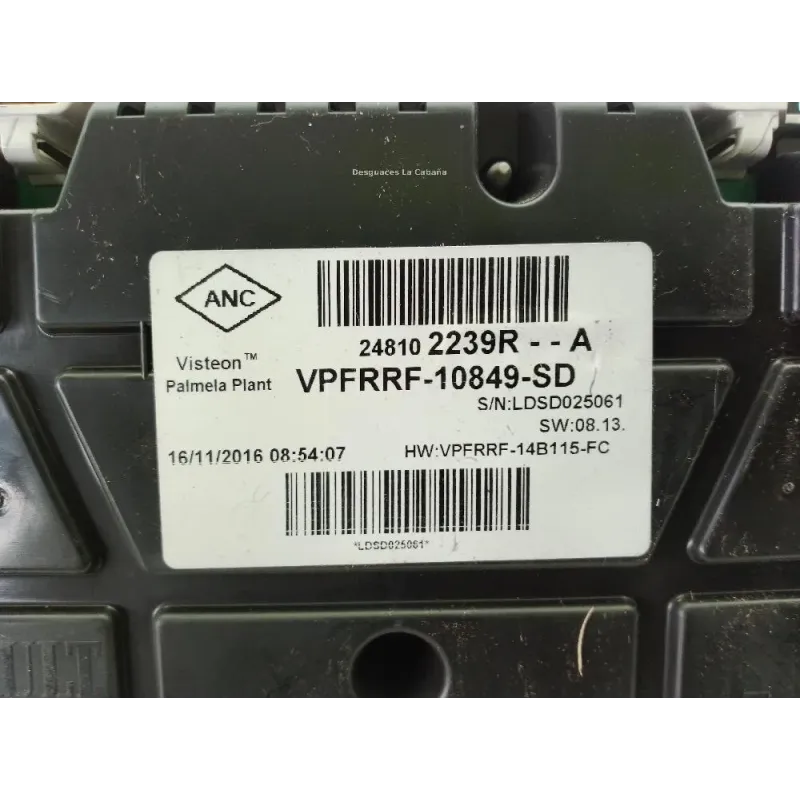 Desguaces La Cabaña
ANC
24810 2239R - - A
Visteon™
Palmela Plant
VPFRRF-10849-SD
S/N:LDSD025061
SW:08.13.
16/11/2016 08:54:07
HW:VPFRRF-14B115-FC
*LDSD025061*